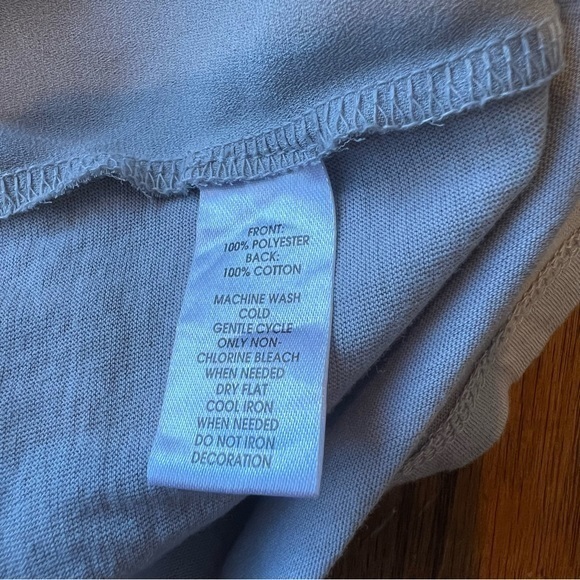 FRONT:
100% POLYESTER
BACK:
100% COTTON
MACHINE WASH
COLD
GENTLE CYCLE
ONLY NON-
CHLORINE BLEACH
WHEN NEEDED
DRY FLAT
COOL IRON
WHEN NEEDED
DO NOT IRON
DECORATION